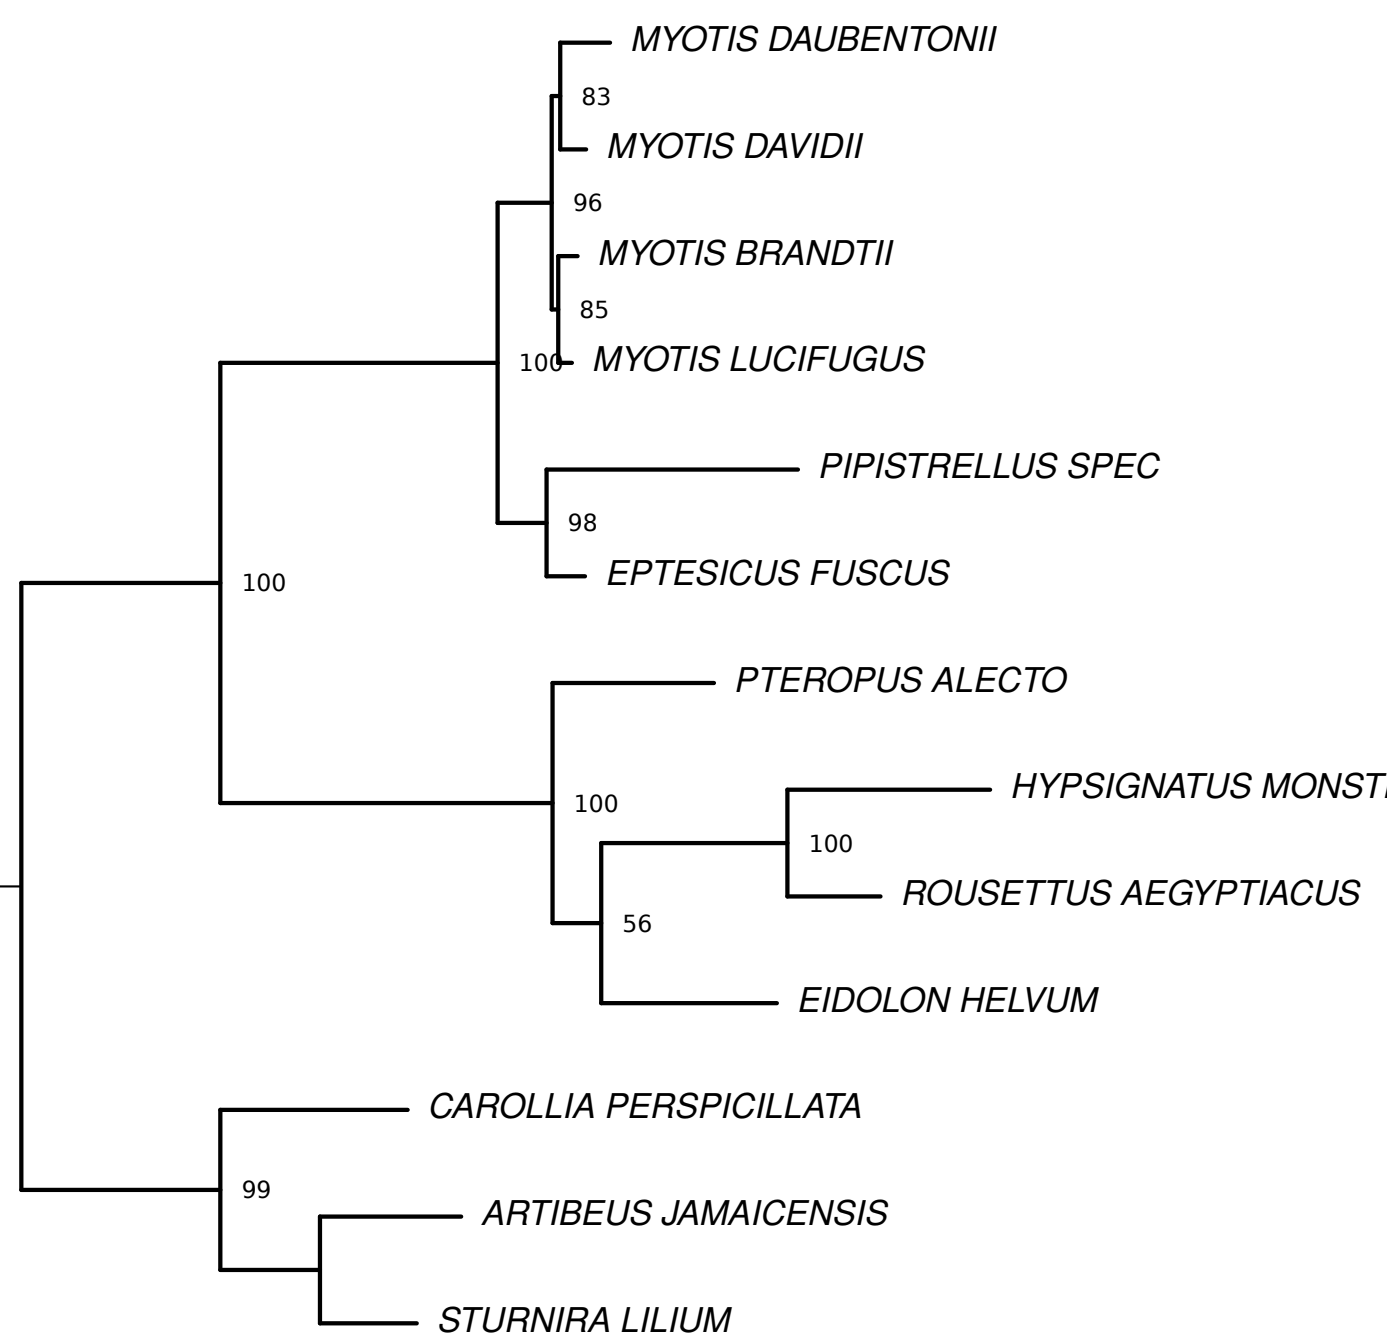 MYOTIS DAUBENTONII
83
MYOTIS DAVIDII
96
MYOTIS BRANDTII
85
100
MYOTIS LUCIFUGUS
PIPISTRELLUS SPEC
98
EPTESICUS FUSCUS
100
PTEROPUS ALECTO
HYPSIGNATUS
100
100
ROUSETTUS AEGYPTIACUS
56
EIDOLON HELVUM
CAROLLIA PERSPICILLATA
99
ARTIBEUS JAMAICENSIS
STURNIRA LILIUM